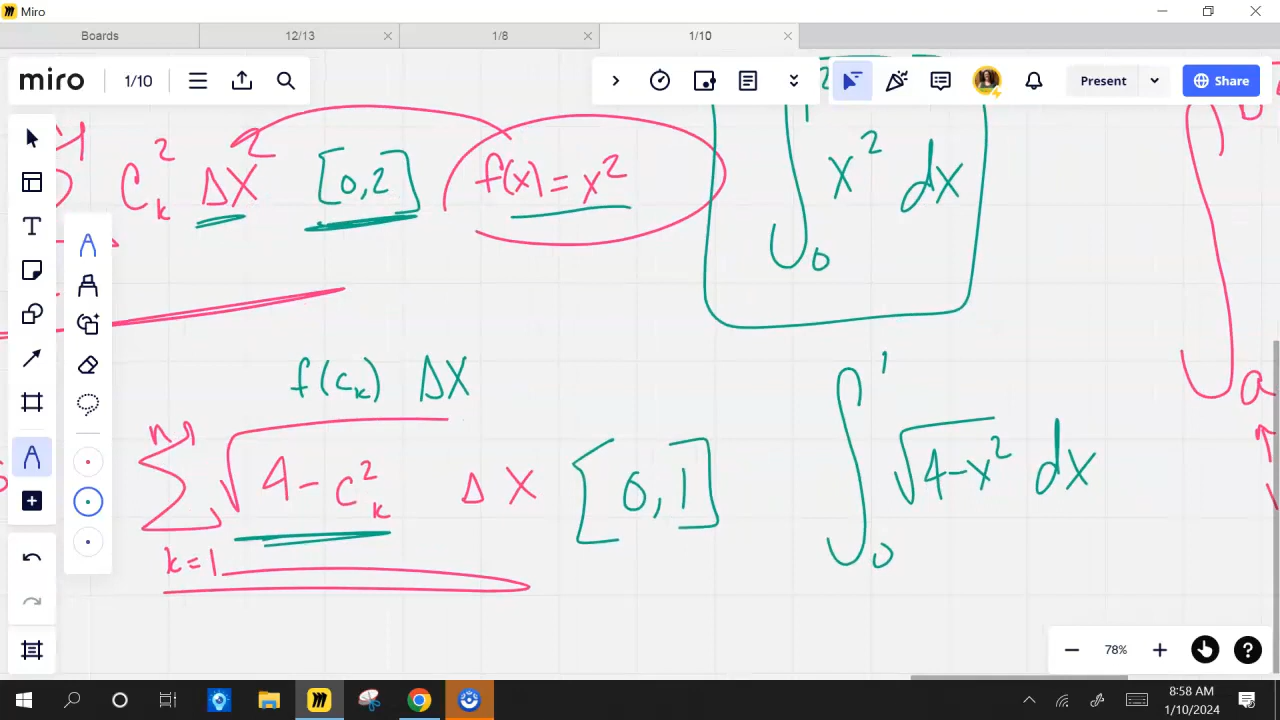 Miro
Boards
12/13
1/8
1/10
miro
1/10
Present
Share
c_k^2 Δx [0,2] f(x) = x^2
∫_0 x^2 dx
f(c_k) Δx
a
∑_{k=1}^{n} √(4 - c_k^2) Δx [0,1] ∫_0^1 √(4-x^2) dx
78%
8:58 AM
1/10/2024